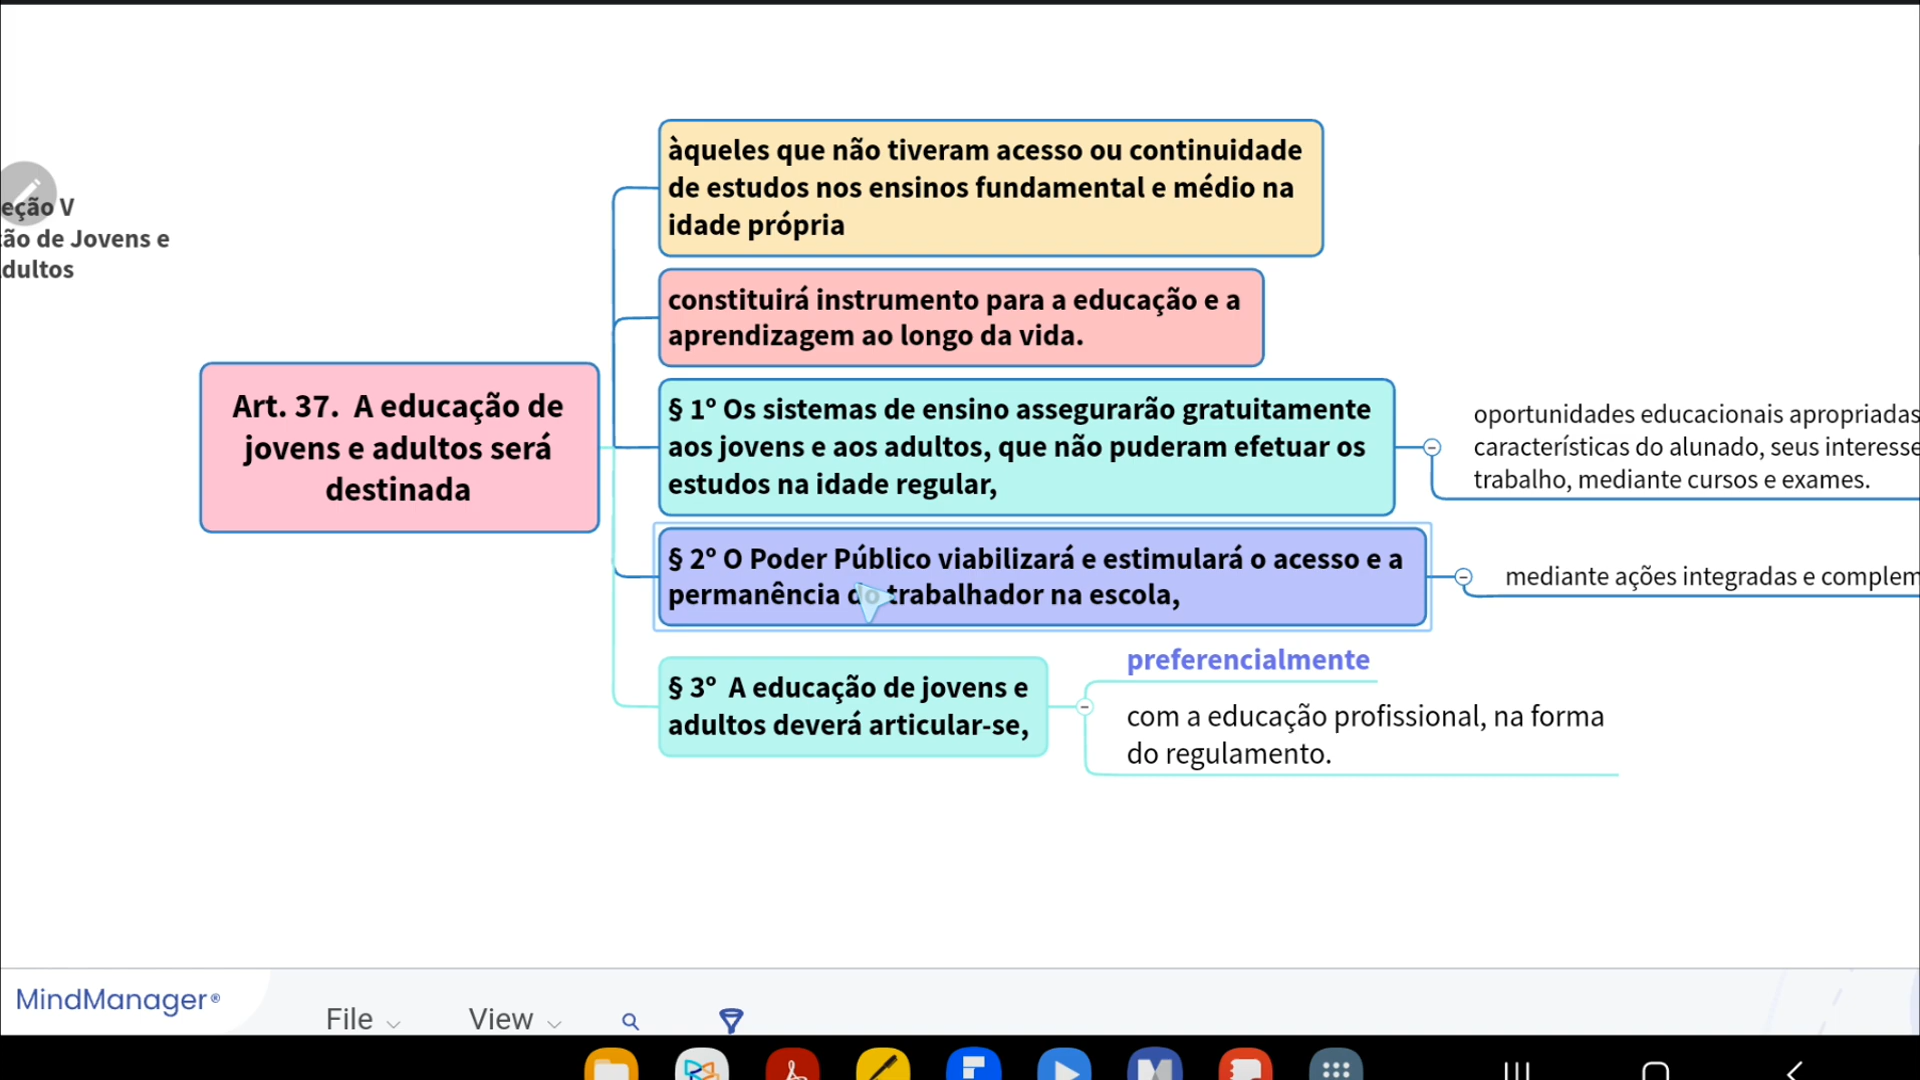 eção V
ão de Jovens e
dultos
Art. 37. A educação de
jovens e adultos será
destinada
àqueles que não tiveram acesso ou continuidade
de estudos nos ensinos fundamental e médio na
idade própria
constituirá instrumento para a educação e a
aprendizagem ao longo da vida.
§ 1º Os sistemas de ensino assegurarão gratuitamente
aos jovens e aos adultos, que não puderam efetuar os
estudos na idade regular,
oportunidades educacionais apropriadas
características do alunado, seus interesse
trabalho, mediante cursos e exames.
§ 2º O Poder Público viabilizará e estimulará o acesso e a
permanência do trabalhador na escola,
mediante ações integradas e complem
§ 3º A educação de jovens e
adultos deverá articular-se,
preferencialmente
com a educação profissional, na forma
do regulamento.
MindManager®
File
View